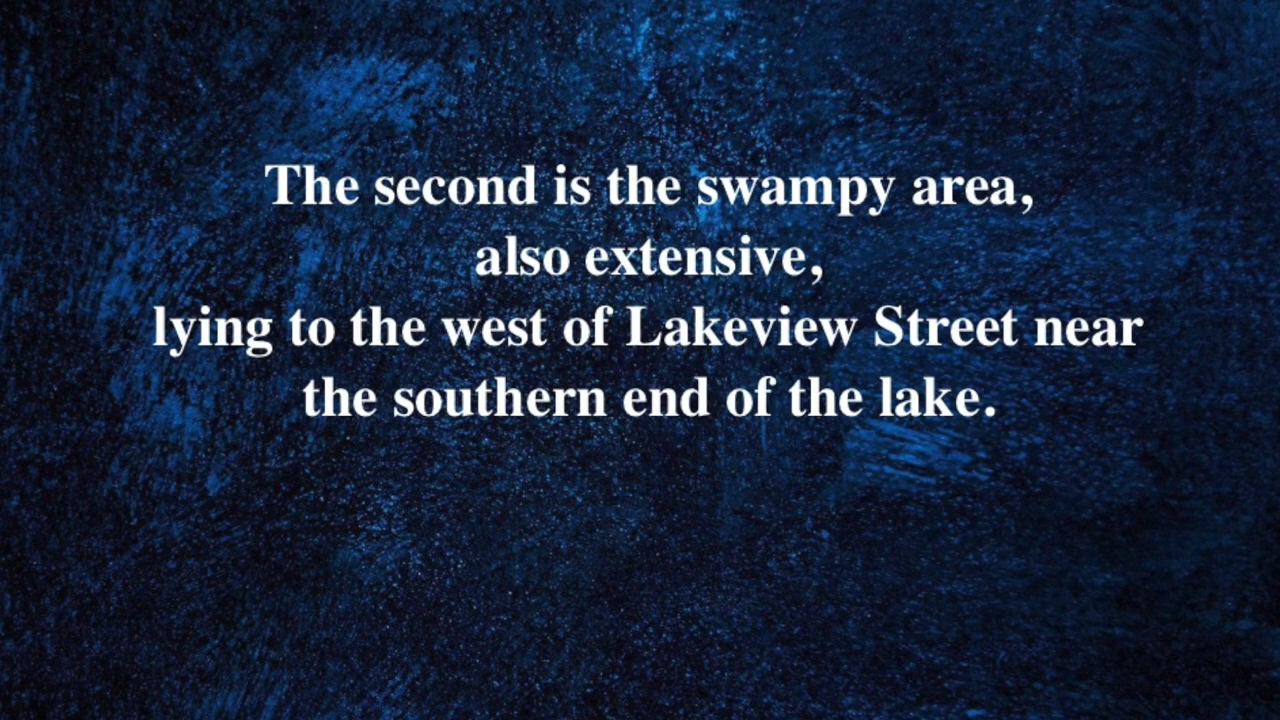 The second is the swampy area,
also extensive,
lying to the west of Lakeview Street near
the southern end of the lake.